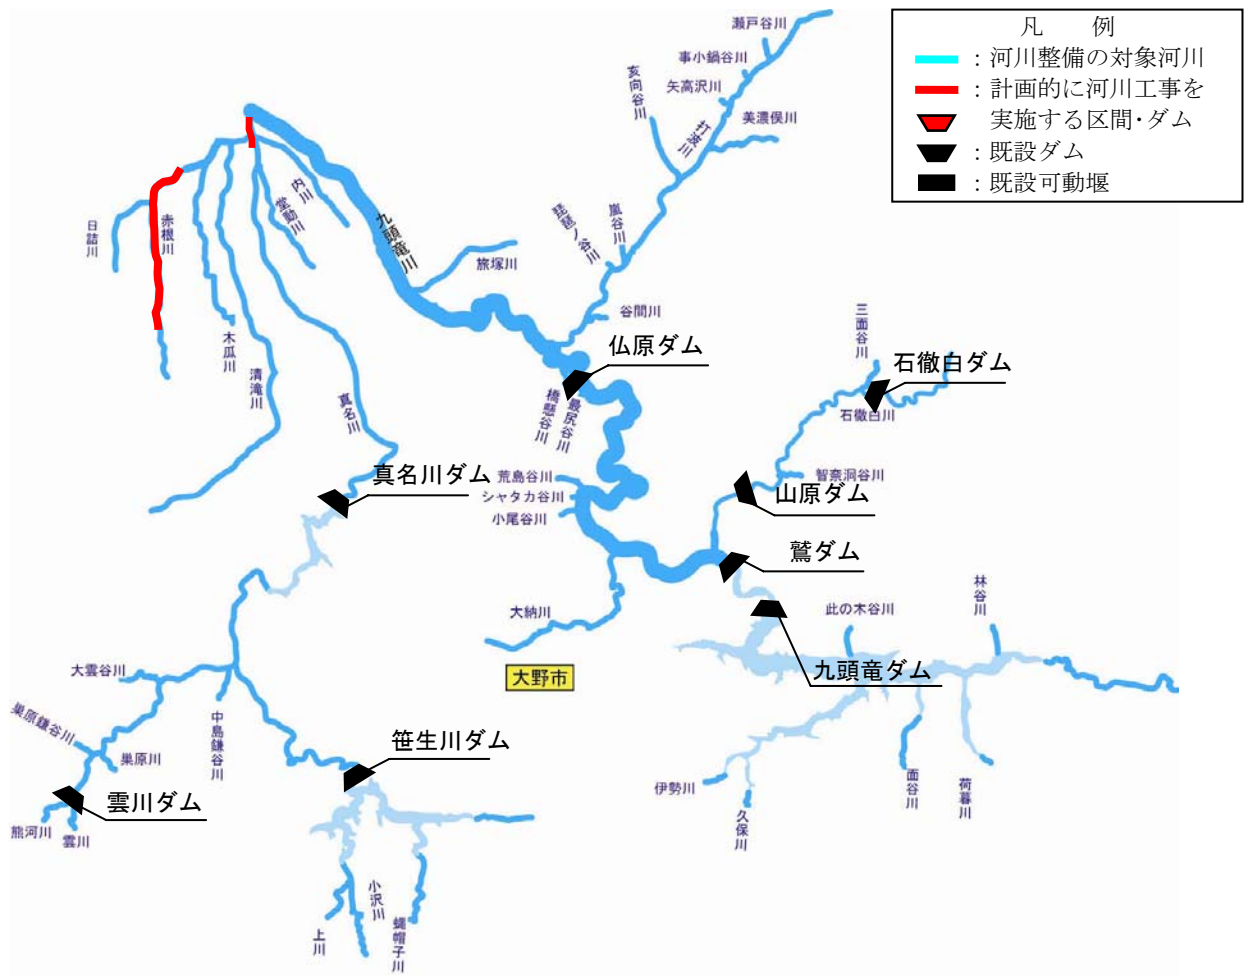 凡 例
：河川整備の対象河川
：計画的に河川工事を
実施する区間・ダム
：既設ダム
：既設可動堰
瀬戸谷川
事小鍋谷川
亥向谷川
矢高沢川
美濃俣川
打波川
内川
堂動川
赤根川
日詰川
九頭竜川
嵐谷川
琵琶ノ谷川
旅塚川
谷間川
三面谷川
木瓜川
仏原ダム
石徹白ダム
清滝川
真名川
橋懸谷川
最尻谷川
石徹白川
真名川ダム
荒島谷川
シャタカ谷川
小尾谷川
智奈洞谷川
山原ダム
鷲ダム
大納川
此の木谷川
林谷川
大野市
九頭竜ダム
大雲谷川
巣原鎌谷川
中島鎌谷川
巣原川
笹生川ダム
雲川ダム
熊河川
雲川
伊勢川
久保川
面谷川
荷暮川
小沢川
上川
蝿帽子川